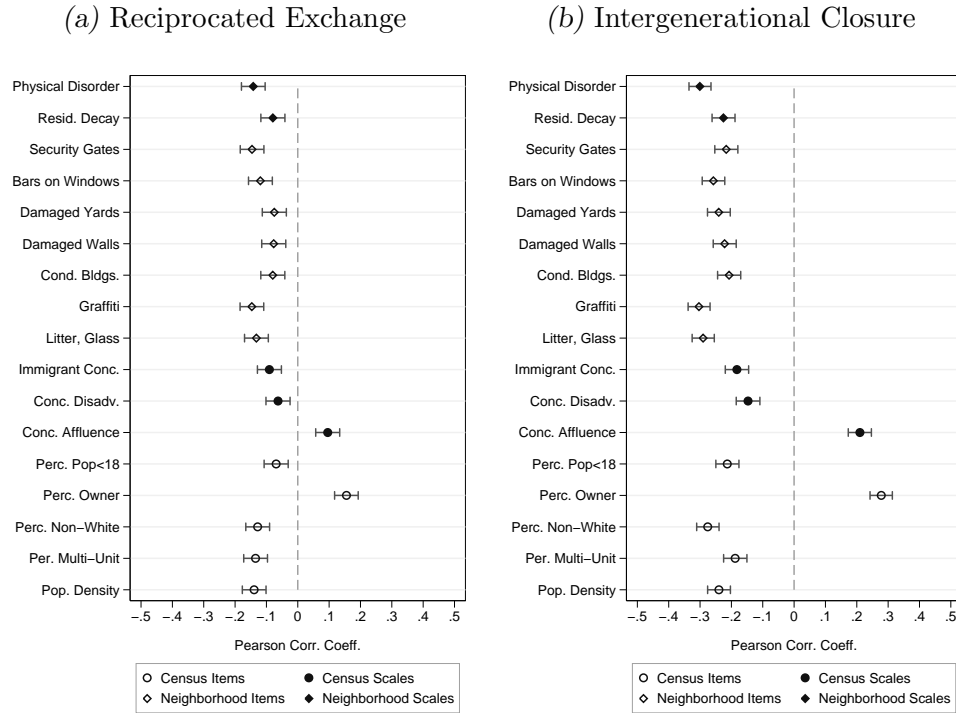 (a) Reciprocated Exchange
Physical Disorder
Resid. Decay
Security Gates
Bars on Windows
Damaged Yards
Damaged Walls
Cond. Bldgs.
Graffiti
Litter, Glass
Immigrant Conc.
Conc. Disadv.
Conc. Affluence
Perc. Pop<18
Perc. Owner
Perc. Non−White
Per. Multi−Unit
Pop. Density
−.5 −.4 −.3 −.2 −.1 0 .1 .2 .3 .4 .5
Pearson Corr. Coeff.
Census Items Census Scales
Neighborhood Items Neighborhood Scales
(b) Intergenerational Closure
Physical Disorder
Resid. Decay
Security Gates
Bars on Windows
Damaged Yards
Damaged Walls
Cond. Bldgs.
Graffiti
Litter, Glass
Immigrant Conc.
Conc. Disadv.
Conc. Affluence
Perc. Pop<18
Perc. Owner
Perc. Non−White
Per. Multi−Unit
Pop. Density
−.5 −.4 −.3 −.2 −.1 0 .1 .2 .3 .4 .5
Pearson Corr. Coeff.
Census Items Census Scales
Neighborhood Items Neighborhood Scales